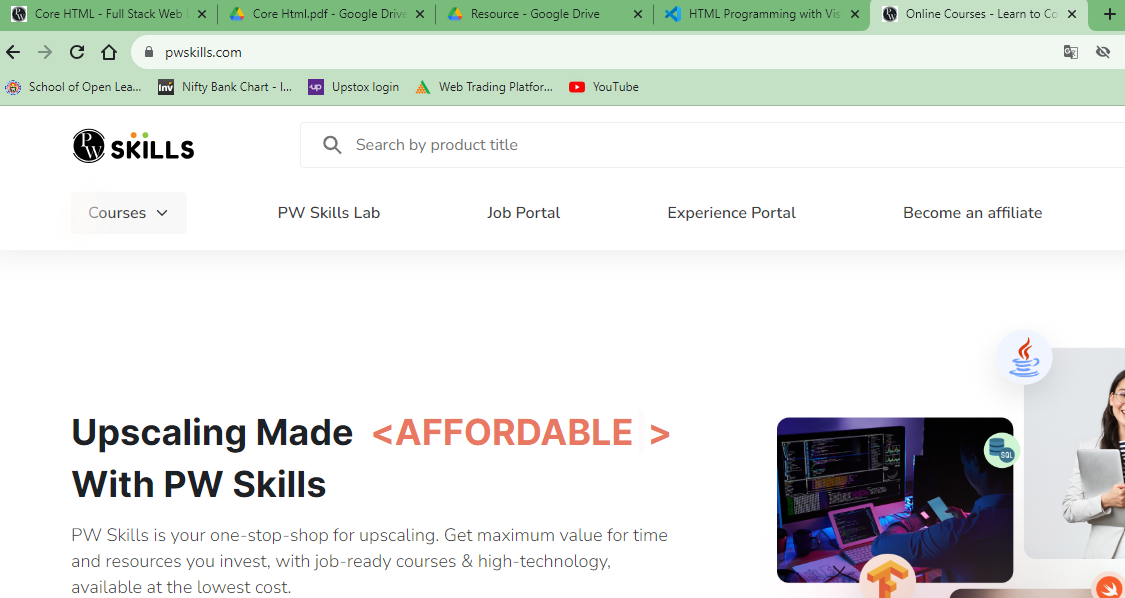 Core HTML - Full Stack Web
Core Html.pdf - Google Drive
Resource - Google Drive
HTML Programming with Vis
Online Courses - Learn to Co
pwskills.com
School of Open Lea...
inv Nifty Bank Chart - I...
up Upstox login
Web Trading Platfor...
YouTube
PW SKILLS
Search by product title
Courses
PW Skills Lab
Job Portal
Experience Portal
Become an affiliate
Upscaling Made <AFFORDABLE >
With PW Skills
PW Skills is your one-stop-shop for upscaling. Get maximum value for time
and resources you invest, with job-ready courses & high-technology,
available at the lowest cost.
SQL